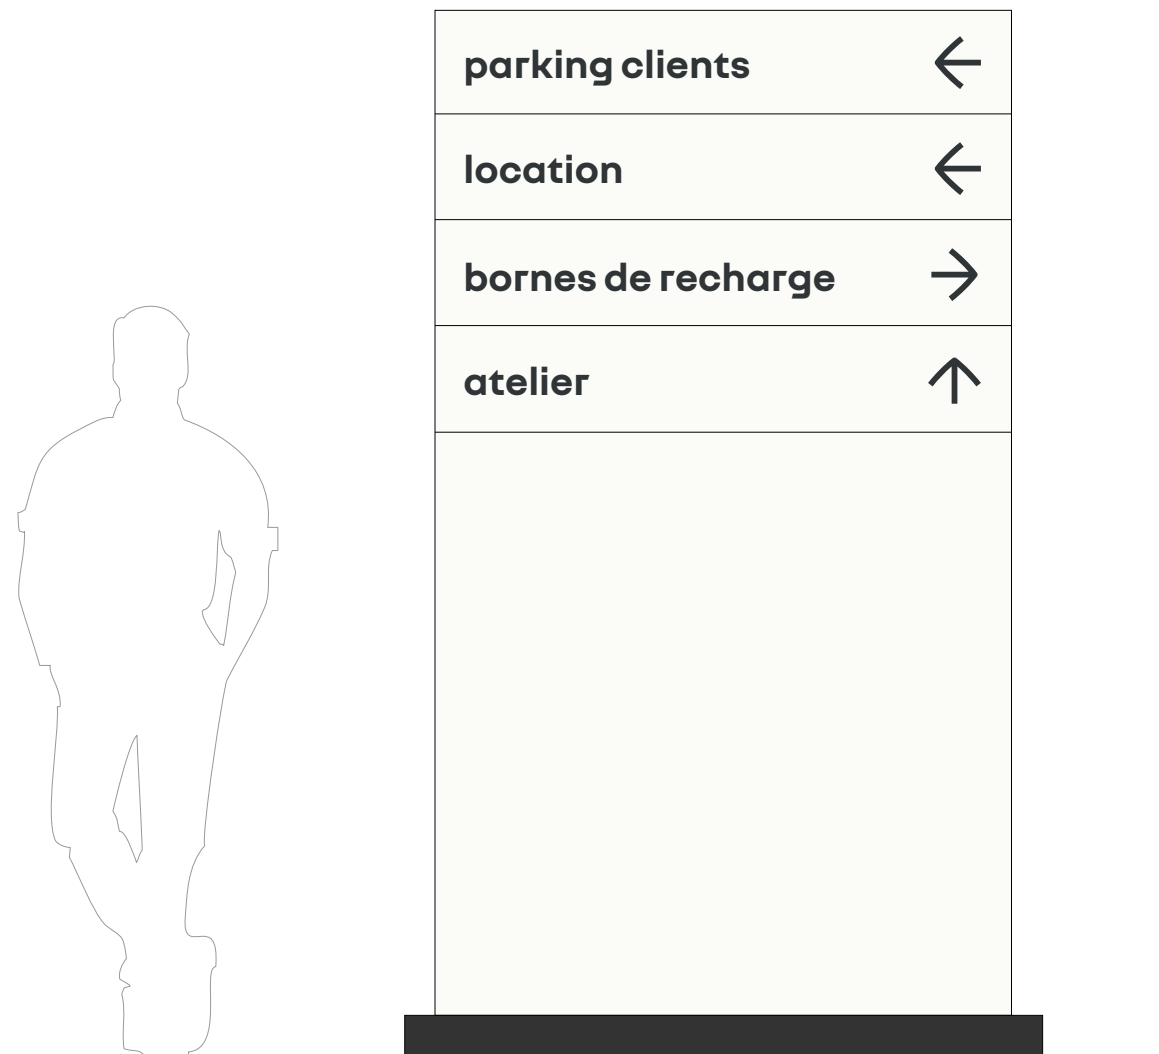 parking clients ←
location ←
bornes de recharge →
atelier ↑